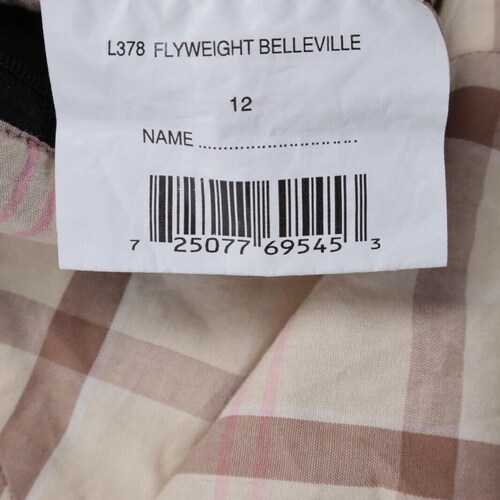 L378 FLYWEIGHT BELLEVILLE
12
NAME ..............................
7 25077 69545 3